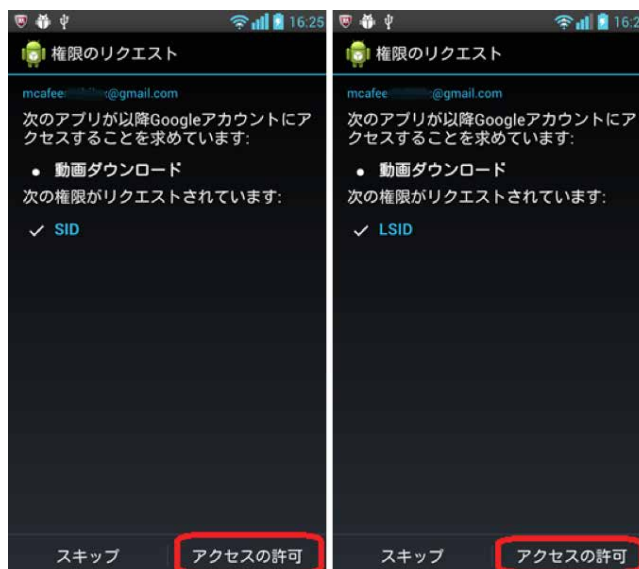 16:25
権限のリクエスト
mcafee :@gmail.com
次のアプリが以降Googleアカウントにア
クセスすることを求めています:
• 動画ダウンロード
次の権限がリクエストされています:
✓ SID
スキップ
アクセスの許可
16:2
権限のリクエスト
mcafee :@gmail.com
次のアプリが以降Googleアカウントにア
クセスすることを求めています:
• 動画ダウンロード
次の権限がリクエストされています:
✓ LSID
スキップ
アクセスの許可